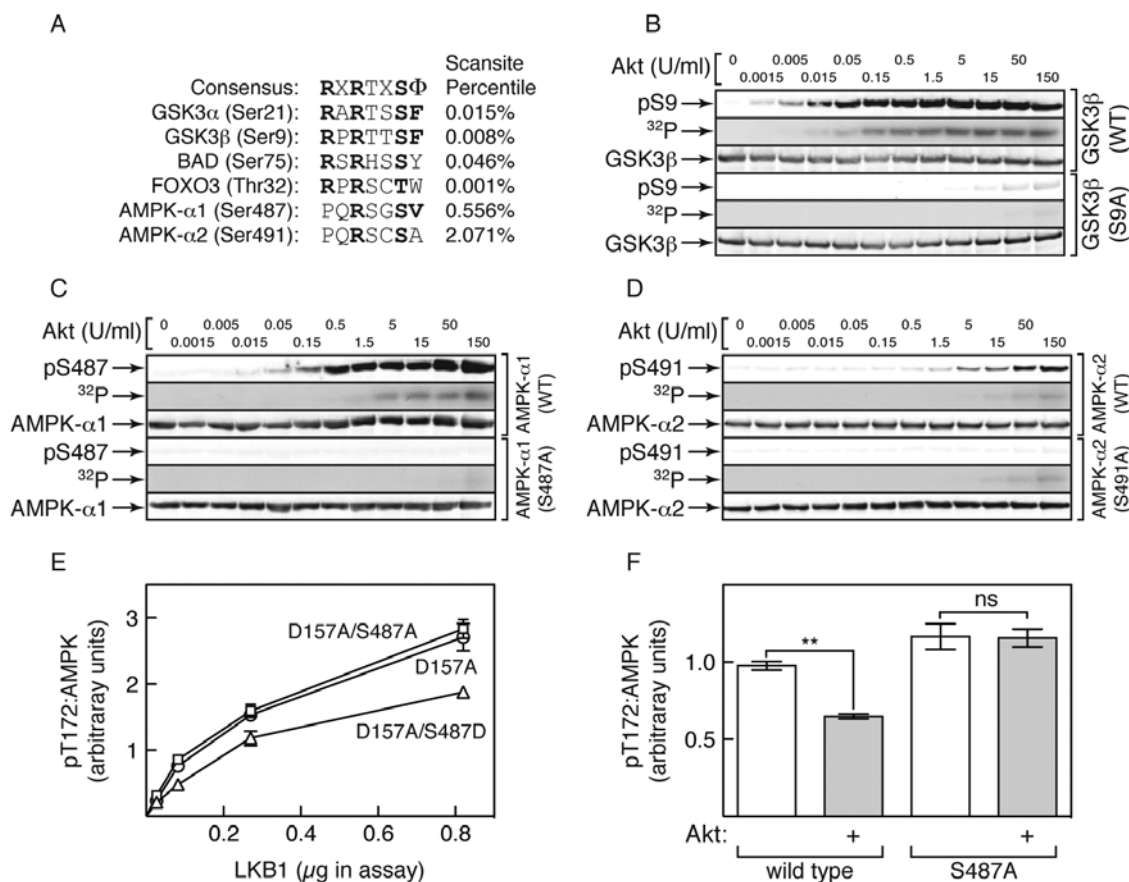 A
Scansite
Consensus: RXRTXSΦ Percentile
GSK3α (Ser21): RARTSSF 0.015%
GSK3β (Ser9): RPRTTSF 0.008%
BAD (Ser75): RSRHSSY 0.046%
FOXO3 (Thr32): RPRSCTW 0.001%
AMPK-α1 (Ser487): PQRSGSV 0.556%
AMPK-α2 (Ser491): PQRSCSA 2.071%
B
0 0.005 0.05 0.5 5 50
Akt (U/ml) 0.0015 0.015 0.15 1.5 15 150
pS9
32P
GSK3β
GSK3β
(WT)
pS9
32P
GSK3β
GSK3β
(S9A)
C
0 0.005 0.05 0.5 5 50
Akt (U/ml) 0.0015 0.015 0.15 1.5 15 150
pS487
32P
AMPK-α1
AMPK-α1
(WT)
pS487
32P
AMPK-α1
AMPK-α1
(S487A)
D
0 0.005 0.05 0.5 5 50
Akt (U/ml) 0.0015 0.015 0.15 1.5 15 150
pS491
32P
AMPK-α2
AMPK-α2
(WT)
pS491
32P
AMPK-α2
AMPK-α2
(S491A)
E
pT172:AMPK
(arbitraray units)
3
2
1
D157A/S487A
D157A
D157A/S487D
0.2 0.4 0.6 0.8
LKB1 (µg in assay)
F
pT172:AMPK
(arbitraray units)
1.0
0.5
**
ns
Akt: + +
wild type S487A